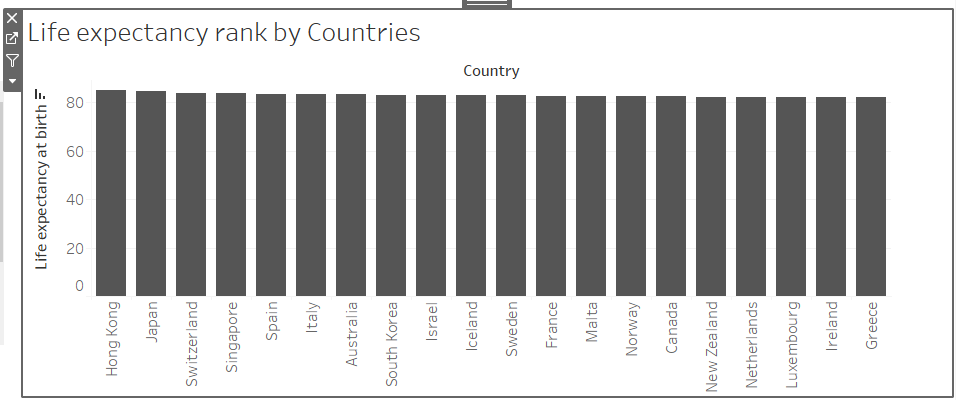 Life expectancy rank by Countries
Country
Life expectancy at birth
80
60
40
20
0
Hong Kong
Japan
Switzerland
Singapore
Spain
Italy
Australia
South Korea
Israel
Iceland
Sweden
France
Malta
Norway
Canada
New Zealand
Netherlands
Luxembourg
Ireland
Greece